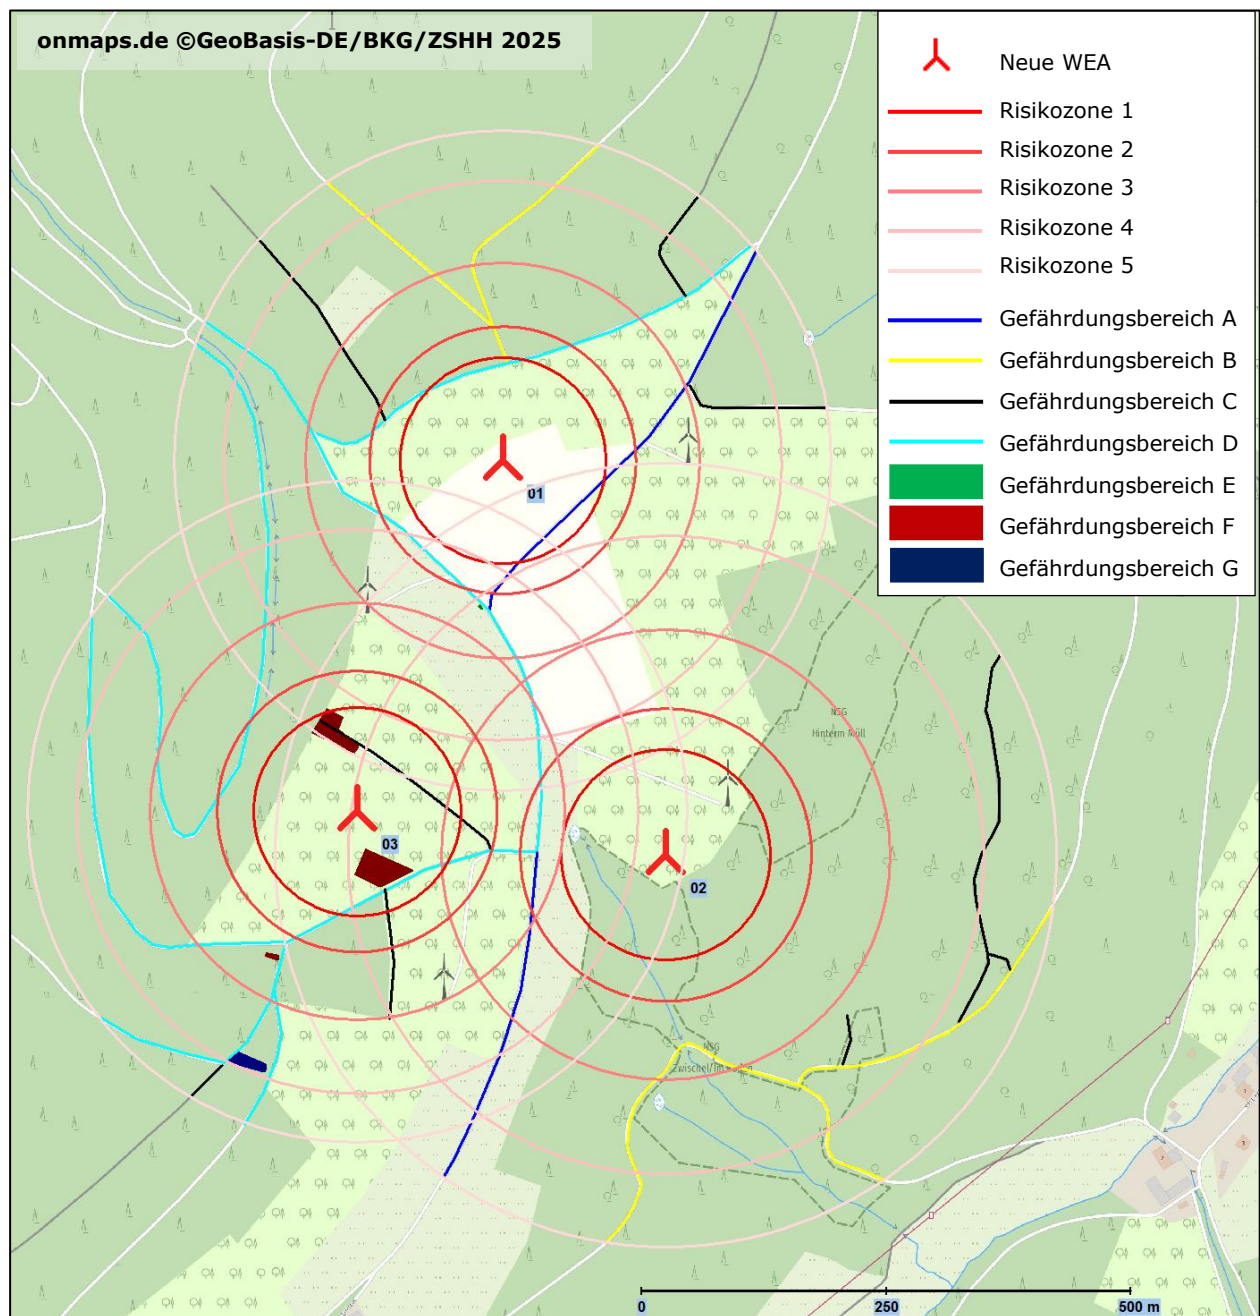 onmaps.de ©GeoBasis-DE/BKG/ZSHH 2025
Neue WEA
Risikozone 1
Risikozone 2
Risikozone 3
Risikozone 4
Risikozone 5
Gefährdungsbereich A
Gefährdungsbereich B
Gefährdungsbereich C
Gefährdungsbereich D
Gefährdungsbereich E
Gefährdungsbereich F
Gefährdungsbereich G
01
NSG
Hinterm Müll
03
02
NSG
0
250
500 m